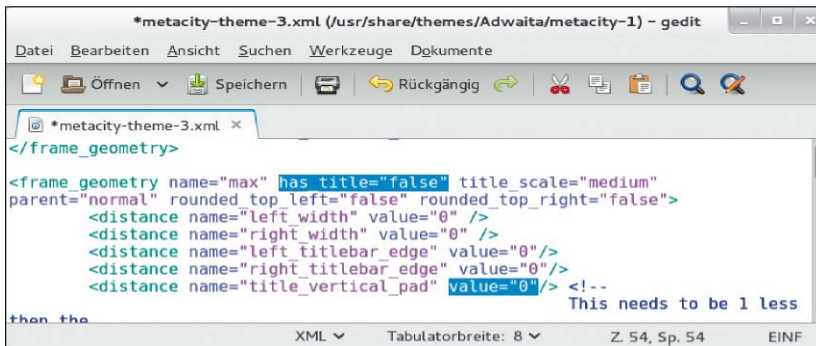 *metacity-theme-3.xml (/usr/share/themes/Adwaita/metacity-1) – gedit
Datei Bearbeiten Ansicht Suchen Werkzeuge Dokumente
Öffnen Speichern Rückgängig
*metacity-theme-3.xml ×
</frame_geometry>
<frame_geometry name="max" has_title="false" title_scale="medium"
parent="normal" rounded_top_left="false" rounded_top_right="false">
<distance name="left_width" value="0" />
<distance name="right_width" value="0" />
<distance name="left_titlebar_edge" value="0"/>
<distance name="right_titlebar_edge" value="0"/>
<distance name="title_vertical_pad" value="0"/> <!--
This needs to be 1 less
then the
XML Tabulatorbreite: 8 Z. 54, Sp. 54 EINF